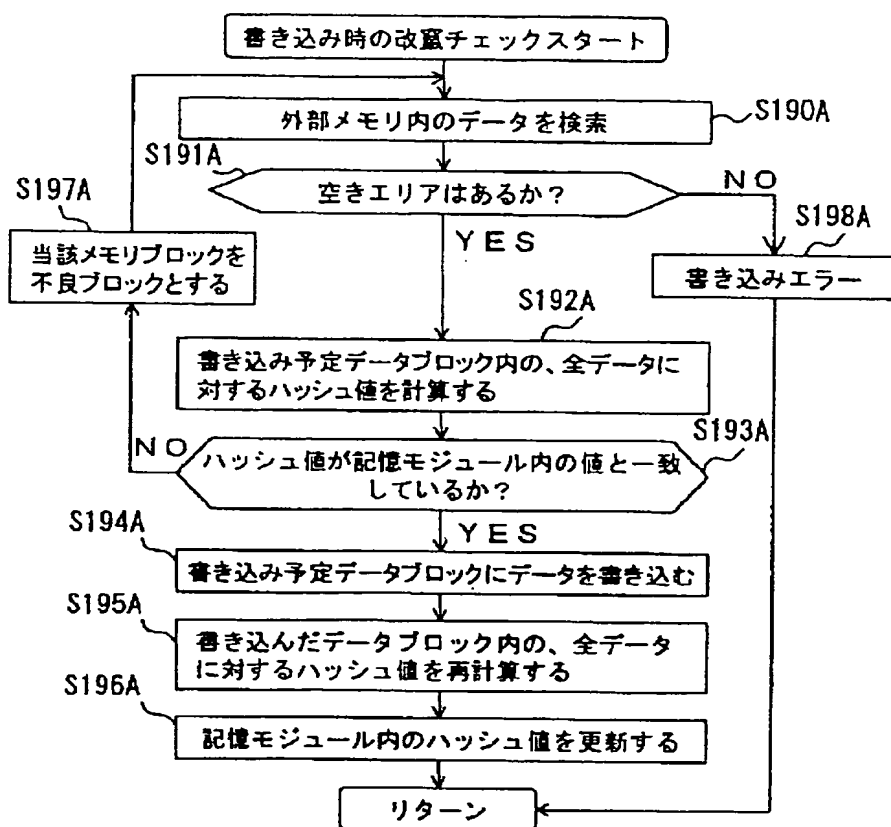 書き込み時の改竄チェックスタート
外部メモリ内のデータを検索
S190A
S191A
空きエリアはあるか?
NO
YES
S197A
当該メモリブロックを
不良ブロックとする
S198A
書き込みエラー
S192A
書き込み予定データブロック内の、全データに
対するハッシュ値を計算する
S193A
ハッシュ値が記憶モジュール内の値と一致
しているか?
NO
YES
S194A
書き込み予定データブロックにデータを書き込む
S195A
書き込んだデータブロック内の、全データ
に対するハッシュ値を再計算する
S196A
記憶モジュール内のハッシュ値を更新する
リターン